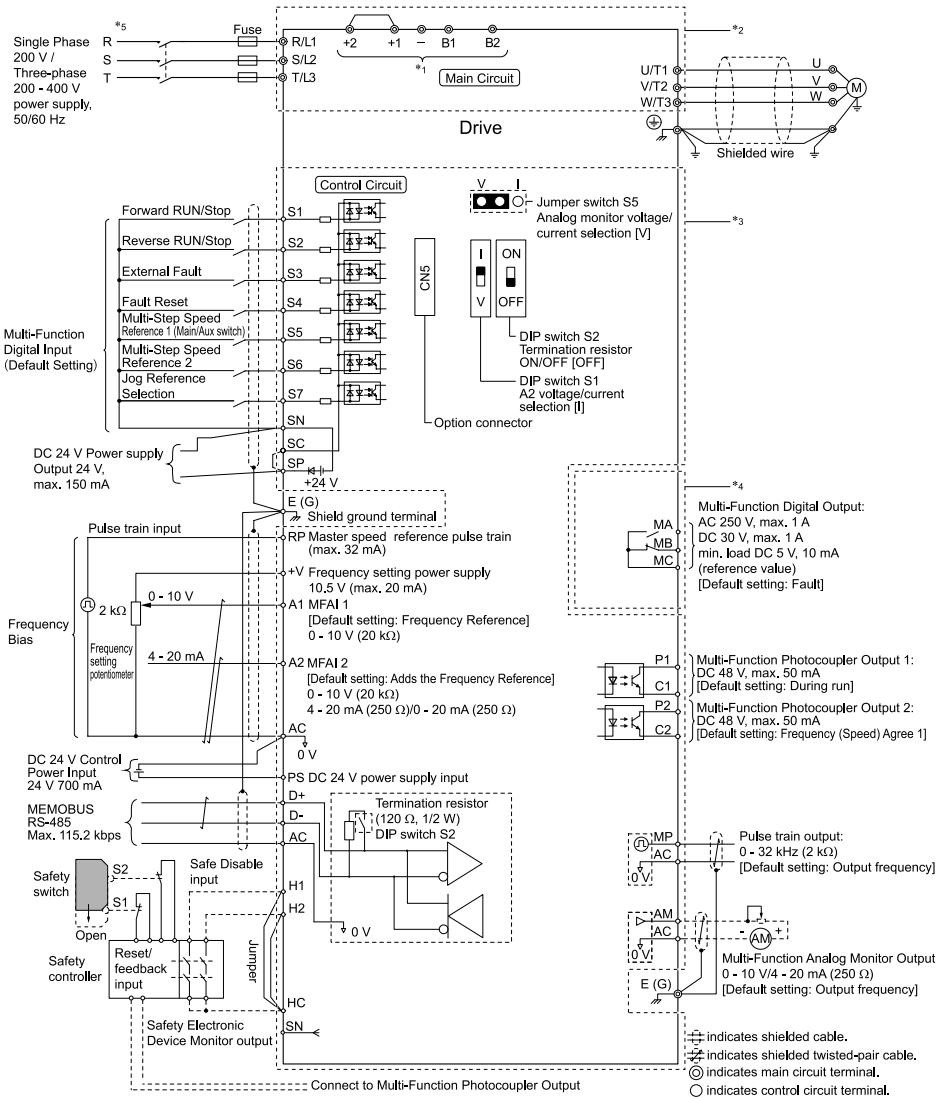 *5
Single Phase
200 V /
Three-phase
200 - 400 V
power supply,
50/60 Hz
R
S
T
Fuse
R/L1
S/L2
T/L3
+2
+1
−
B1
B2
*1
Main Circuit
*2
U/T1
V/T2
W/T3
U
V
W
M
Drive
Shielded wire
Control Circuit
Multi-Function
Digital Input
(Default Setting)
Forward RUN/Stop
S1
Reverse RUN/Stop
S2
External Fault
S3
Fault Reset
S4
Multi-Step Speed
Reference 1 (Main/Aux switch)
S5
Multi-Step Speed
Reference 2
S6
Jog Reference
Selection
S7
SN
SC
SP
+24 V
DC 24 V Power supply
Output 24 V,
max. 150 mA
V
I
Jumper switch S5
Analog monitor voltage/
current selection [V]
*3
CN5
I
V
ON
OFF
DIP switch S2
Termination resistor
ON/OFF [OFF]
DIP switch S1
A2 voltage/current
selection [I]
Option connector
E (G)
Shield ground terminal
*4
MA
MB
MC
Multi-Function Digital Output:
AC 250 V, max. 1 A
DC 30 V, max. 1 A
min. load DC 5 V, 10 mA
(reference value)
[Default setting: Fault]
Pulse train input
RP
Master speed reference pulse train
(max. 32 mA)
+V
Frequency setting power supply
10.5 V (max. 20 mA)
Frequency
Bias
2 kΩ
0 - 10 V
Frequency
setting
potentiometer
A1
MFAI 1
[Default setting: Frequency Reference]
0 - 10 V (20 kΩ)
4 - 20 mA
A2
MFAI 2
[Default setting: Adds the Frequency Reference]
0 - 10 V (20 kΩ)
4 - 20 mA (250 Ω)/0 - 20 mA (250 Ω)
AC
0 V
P1
C1
Multi-Function Photocoupler Output 1:
DC 48 V, max. 50 mA
[Default setting: During run]
P2
C2
Multi-Function Photocoupler Output 2:
DC 48 V, max. 50 mA
[Default setting: Frequency (Speed) Agree 1]
DC 24 V Control
Power Input
24 V 700 mA
PS
DC 24 V power supply input
MEMOBUS
RS-485
Max. 115.2 kbps
D+
D-
AC
Termination resistor
(120 Ω, 1/2 W)
DIP switch S2
0 V
Safety
switch
S2
S1
Open
Safe Disable
input
H1
H2
Jumper
Safety
controller
Reset/
feedback
input
HC
SN
Safety Electronic
Device Monitor output
Connect to Multi-Function Photocoupler Output
MP
AC
0 V
Pulse train output:
0 - 32 kHz (2 kΩ)
[Default setting: Output frequency]
AM
AC
0 V
-
AM
+
Multi-Function Analog Monitor Output
0 - 10 V/4 - 20 mA (250 Ω)
[Default setting: Output frequency]
E (G)
indicates shielded cable.
indicates shielded twisted-pair cable.
indicates main circuit terminal.
indicates control circuit terminal.